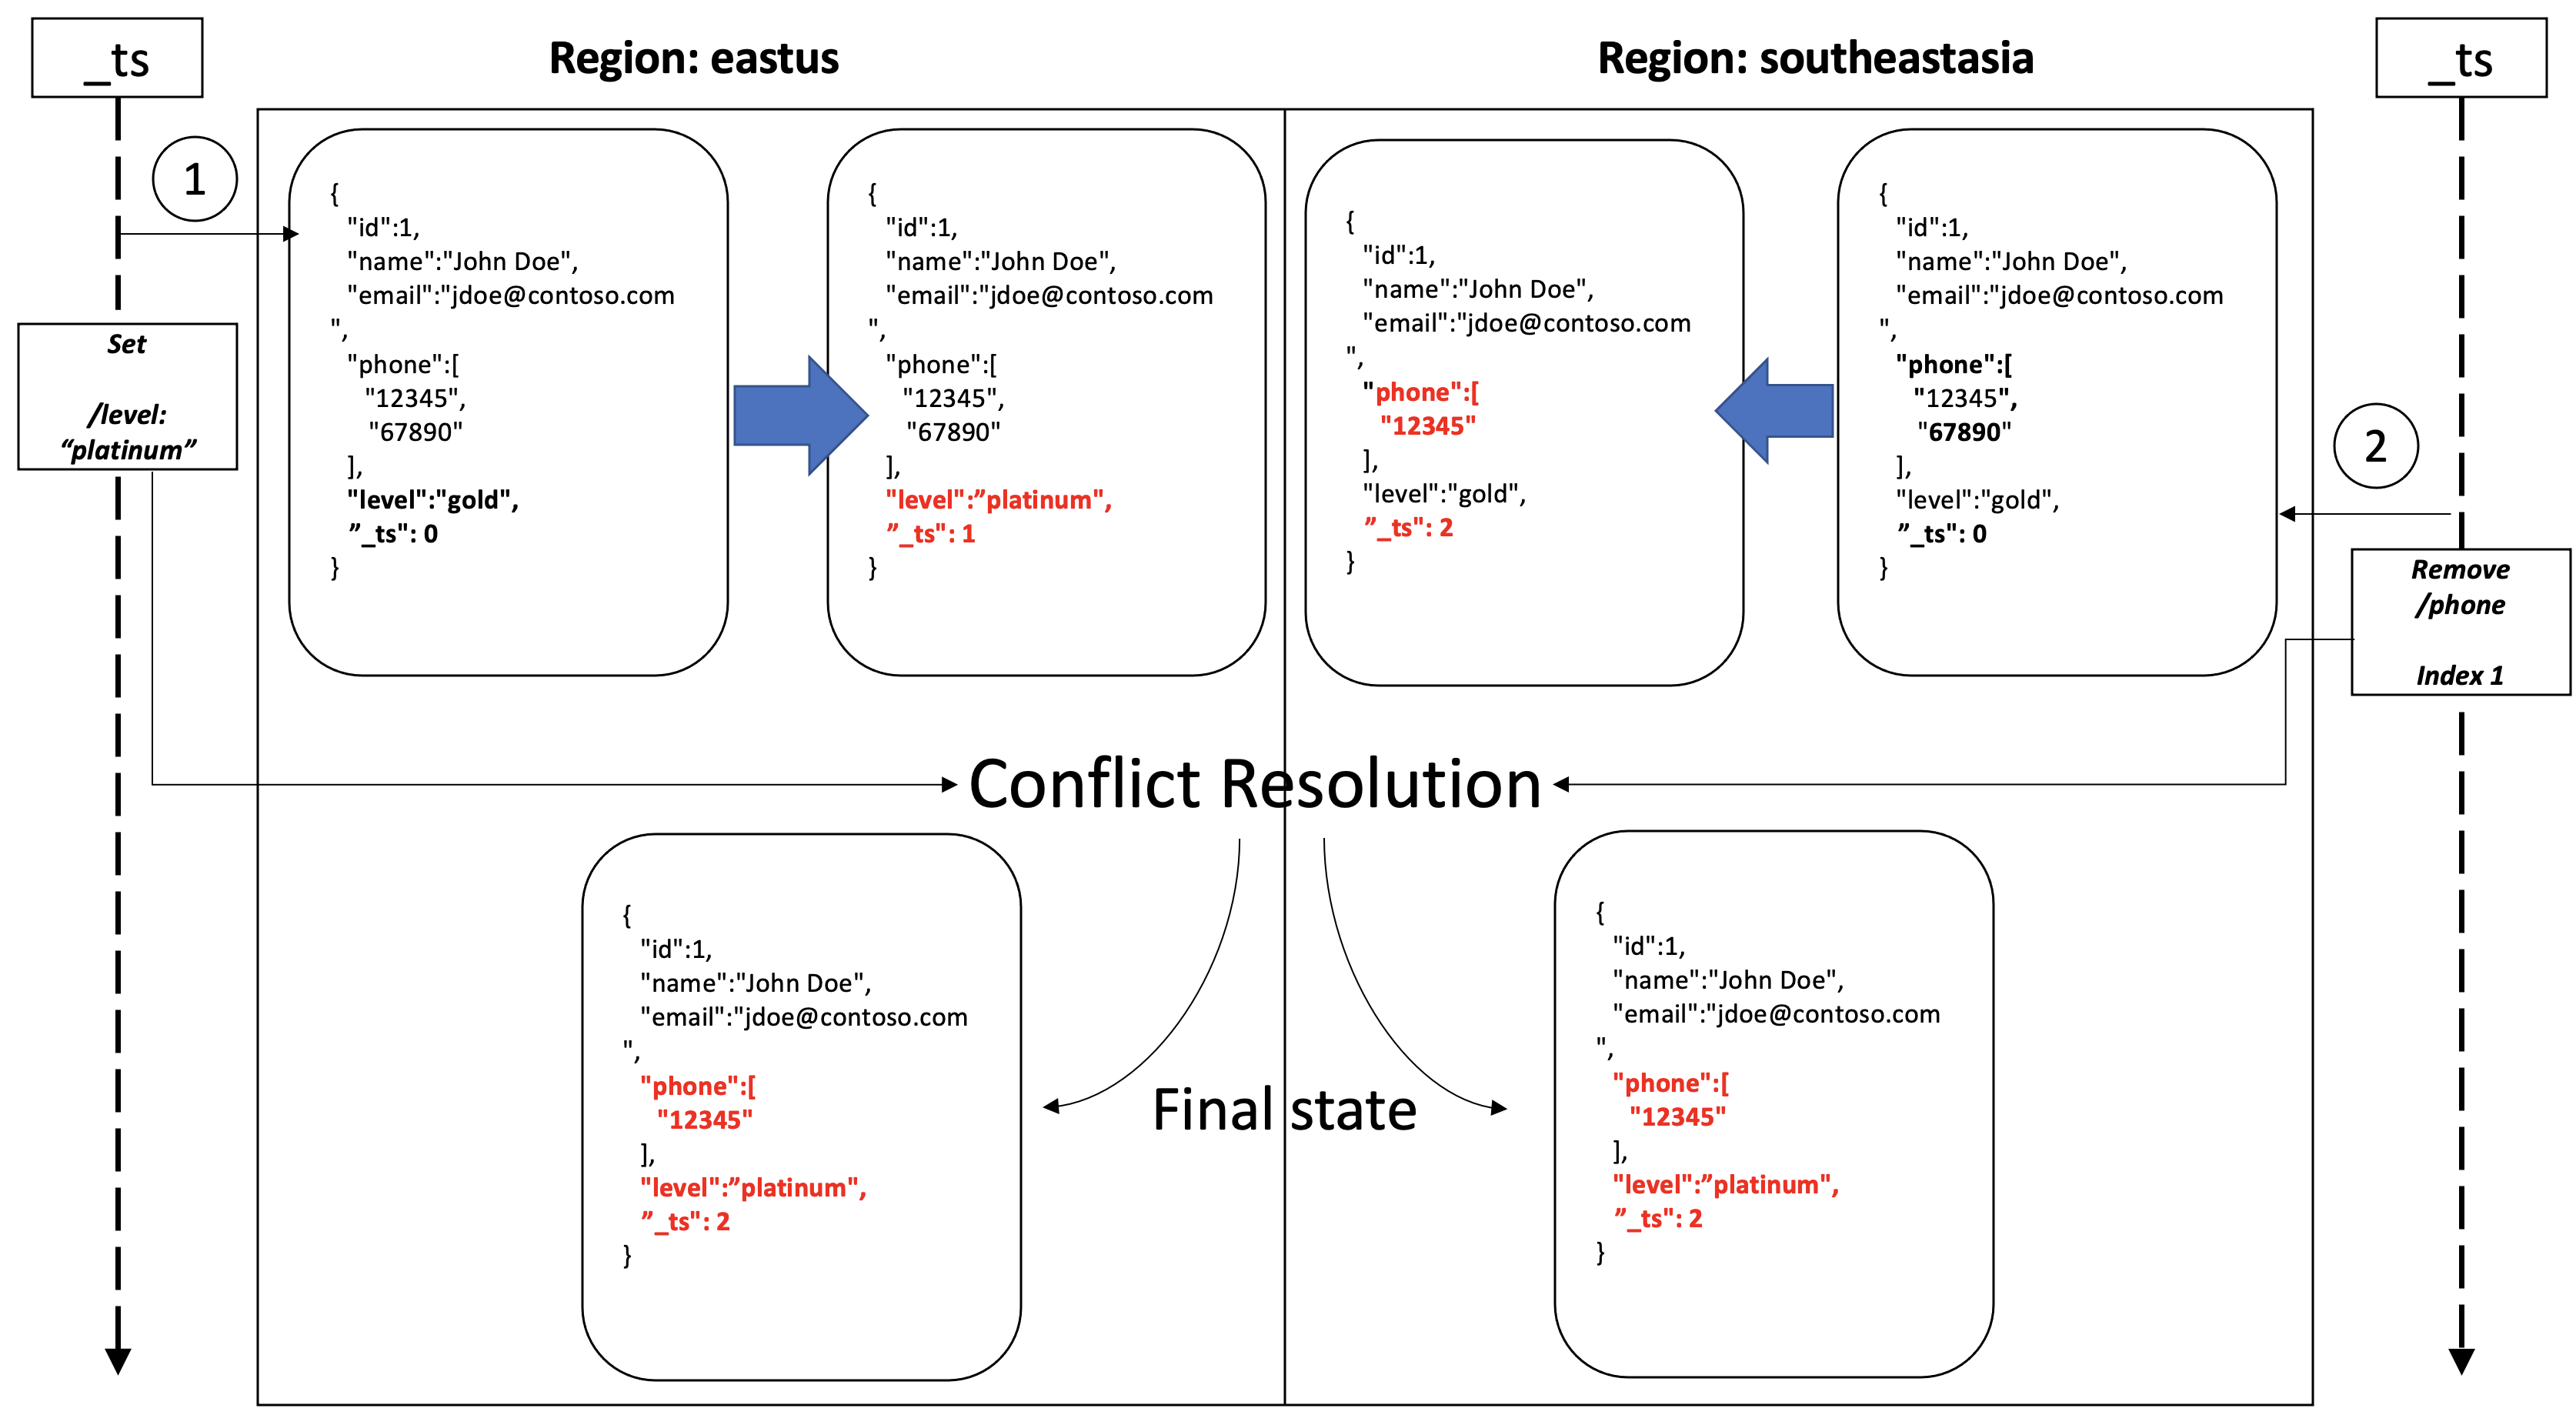 _ts
Region: eastus
Region: southeastasia
_ts
1
{
"id":1,
"name":"John Doe",
"email":"jdoe@contoso.com
",
"phone":[
"12345",
"67890"
],
"level":"gold",
”_ts": 0
}
{
"id":1,
"name":"John Doe",
"email":"jdoe@contoso.com
",
"phone":[
"12345",
"67890"
],
"level":”platinum",
”_ts": 1
}
{
"id":1,
"name":"John Doe",
"email":"jdoe@contoso.com
",
"phone":[
"12345"
],
"level":"gold",
”_ts": 2
}
{
"id":1,
"name":"John Doe",
"email":"jdoe@contoso.com
",
"phone":[
"12345",
"67890"
],
"level":"gold",
”_ts": 0
}
Set
/level:
“platinum”
2
Remove
/phone
Index 1
Conflict Resolution
{
"id":1,
"name":"John Doe",
"email":"jdoe@contoso.com
",
"phone":[
"12345"
],
"level":”platinum",
”_ts": 2
}
Final state
{
"id":1,
"name":"John Doe",
"email":"jdoe@contoso.com
",
"phone":[
"12345"
],
"level":”platinum",
”_ts": 2
}